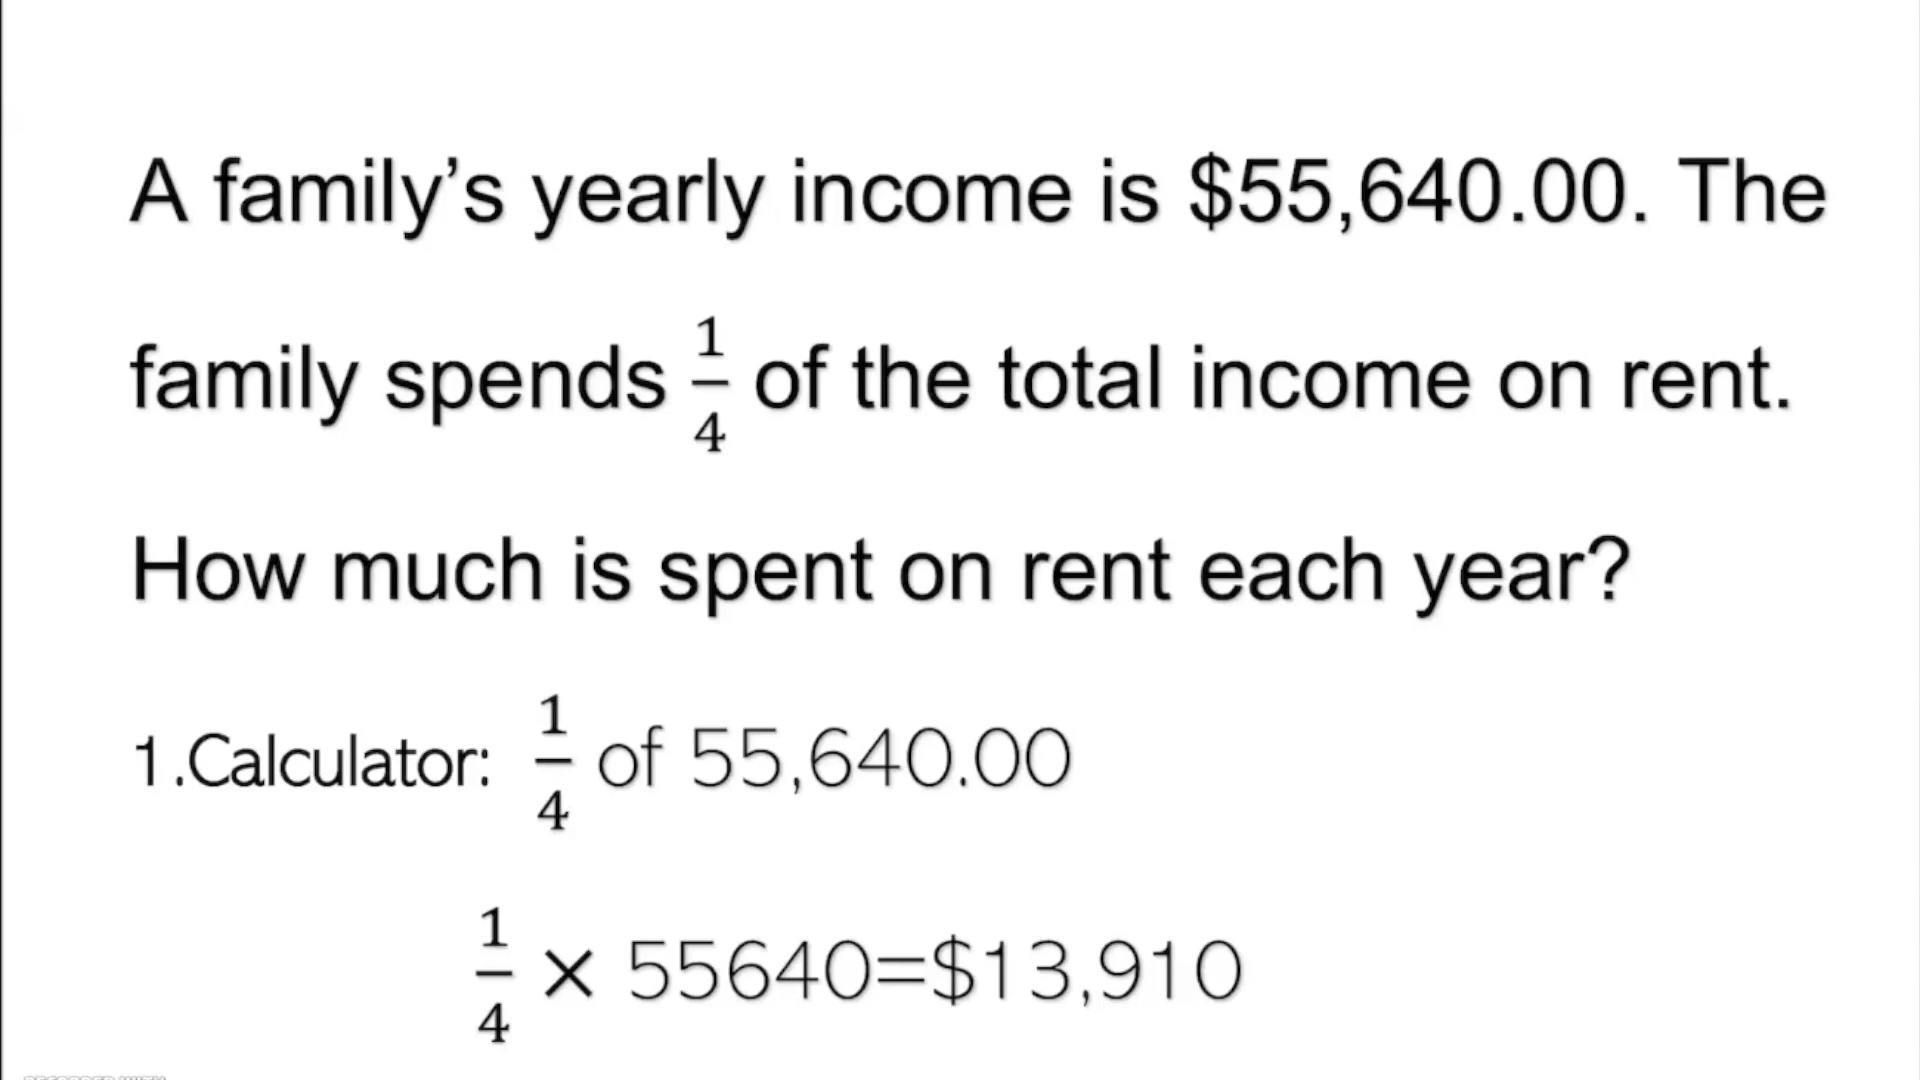 A family’s yearly income is $55,640.00. The
family spends 1/4 of the total income on rent.
How much is spent on rent each year?
1.Calculator: 1/4 of 55,640.00
1/4 × 55640=$13,910